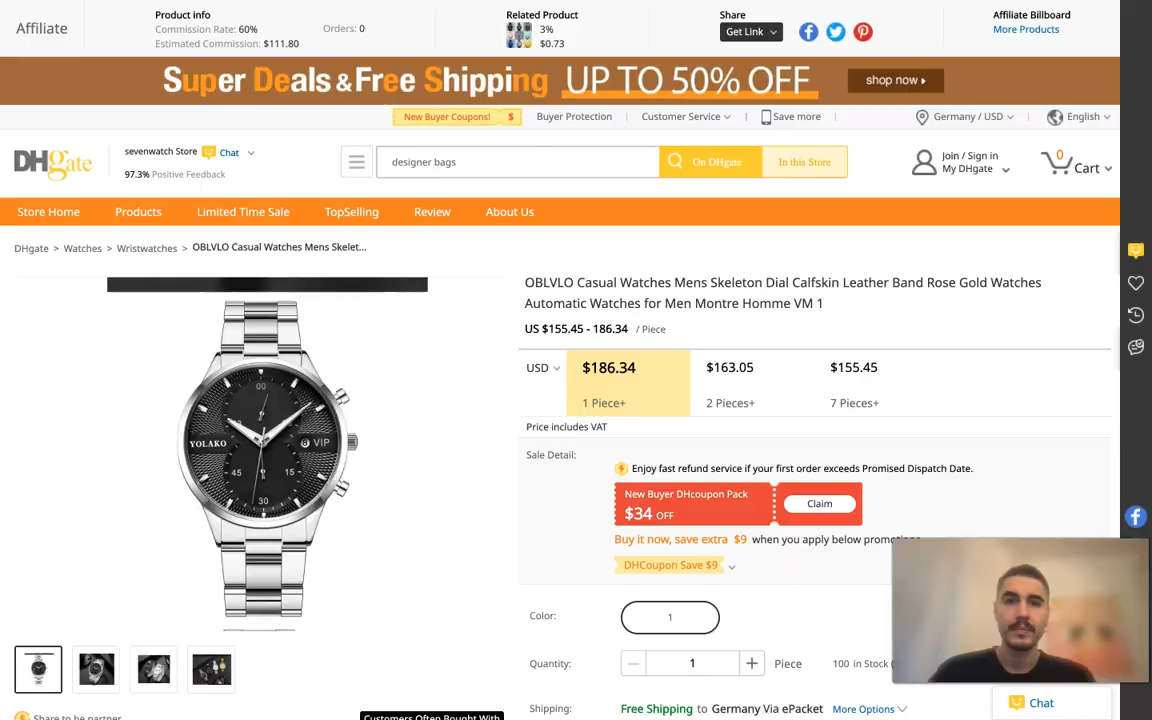 Affiliate
Product info
Commission Rate: 60%
Estimated Commission: $111.80
Orders: 0
Related Product
3%
$0.73
Share
Get Link
Affiliate Billboard
More Products
Super Deals & Free Shipping UP TO 50% OFF
shop now
New Buyer Coupons! $
Buyer Protection
Customer Service
Save more
Germany / USD
English
DHgate
sevenwatch Store
Chat
97.3% Positive Feedback
designer bags
On DHgate
In this Store
Join / Sign in
My DHgate
0
Cart
Store Home
Products
Limited Time Sale
TopSelling
Review
About Us
DHgate > Watches > Wristwatches > OBLVLO Casual Watches Mens Skelet...
00
YOLAKO
VIP
45
15
30
OBLVLO Casual Watches Mens Skeleton Dial Calfskin Leather Band Rose Gold Watches
Automatic Watches for Men Montre Homme VM 1
US $155.45 - 186.34 / Piece
USD
$186.34
$163.05
$155.45
1 Piece+
2 Pieces+
7 Pieces+
Price includes VAT
Sale Detail:
Enjoy fast refund service if your first order exceeds Promised Dispatch Date.
New Buyer DHcoupon Pack
$34 OFF
Claim
Buy it now, save extra $9 when you apply below
DHCoupon Save $9
Color:
1
Quantity:
1
Piece
100 in Stock
Shipping:
Free Shipping to Germany Via ePacket
More Options
Chat
Share to be partner
Customers Often Bought With